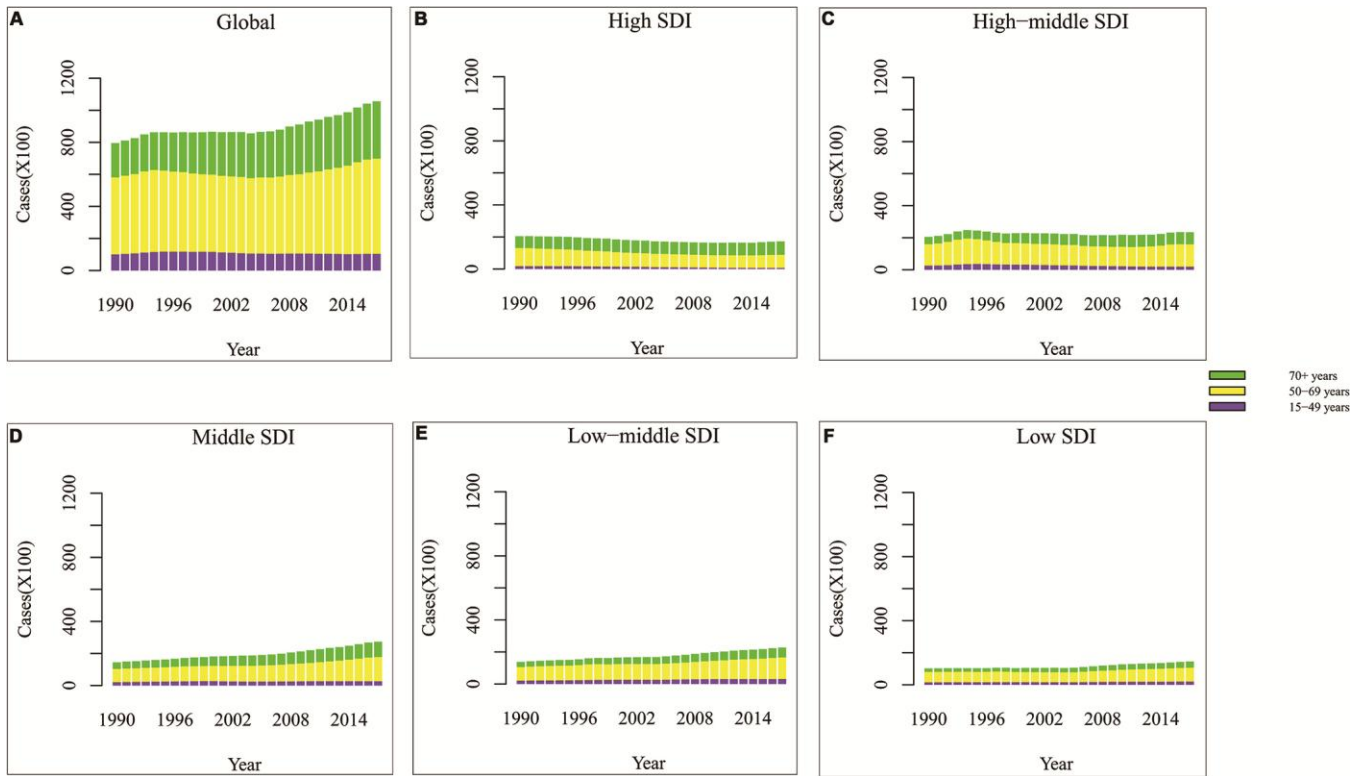 A
Global
Cases(X100)
1200
800
400
0
1990 1996 2002 2008 2014
Year
B
High SDI
Cases(X100)
1200
800
400
0
1990 1996 2002 2008 2014
Year
C
High−middle SDI
Cases(X100)
1200
800
400
0
1990 1996 2002 2008 2014
Year
70+ years
50−69 years
15−49 years
D
Middle SDI
Cases(X100)
1200
800
400
0
1990 1996 2002 2008 2014
Year
E
Low−middle SDI
Cases(X100)
1200
800
400
0
1990 1996 2002 2008 2014
Year
F
Low SDI
Cases(X100)
1200
800
400
0
1990 1996 2002 2008 2014
Year